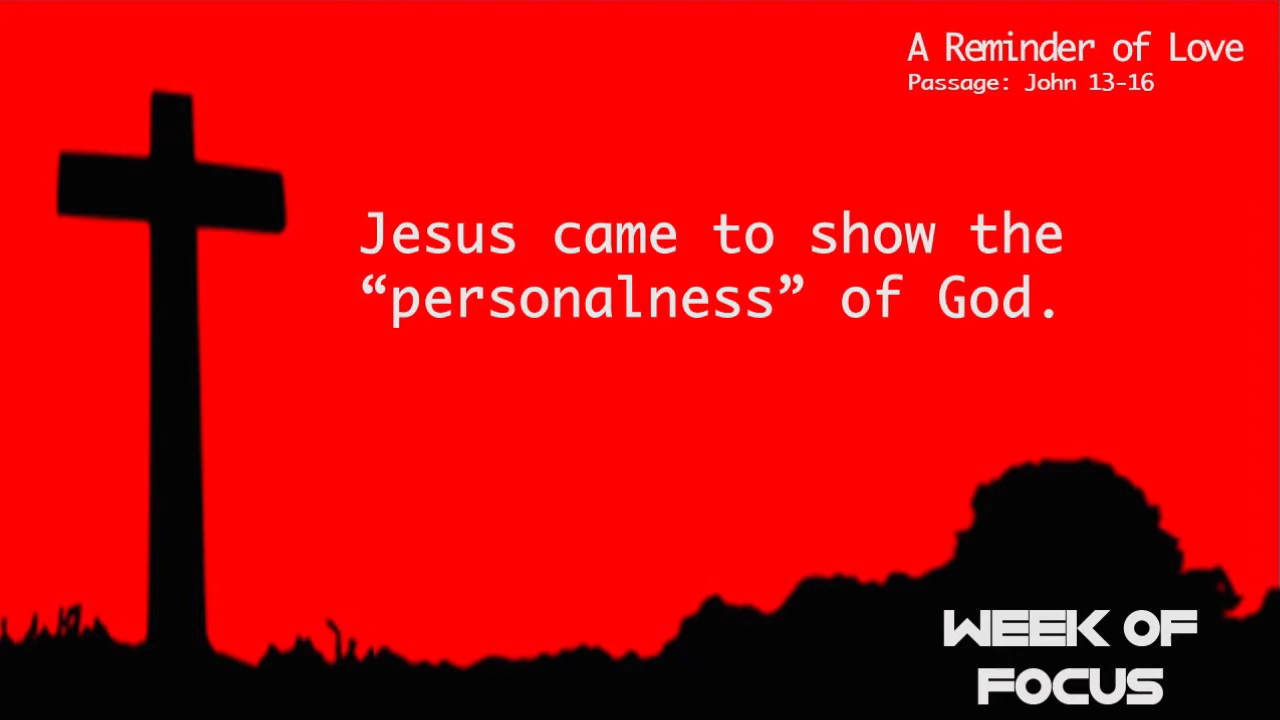 A Reminder of Love
Passage: John 13-16
Jesus came to show the
“personalness” of God.
WEEK OF
FOCUS